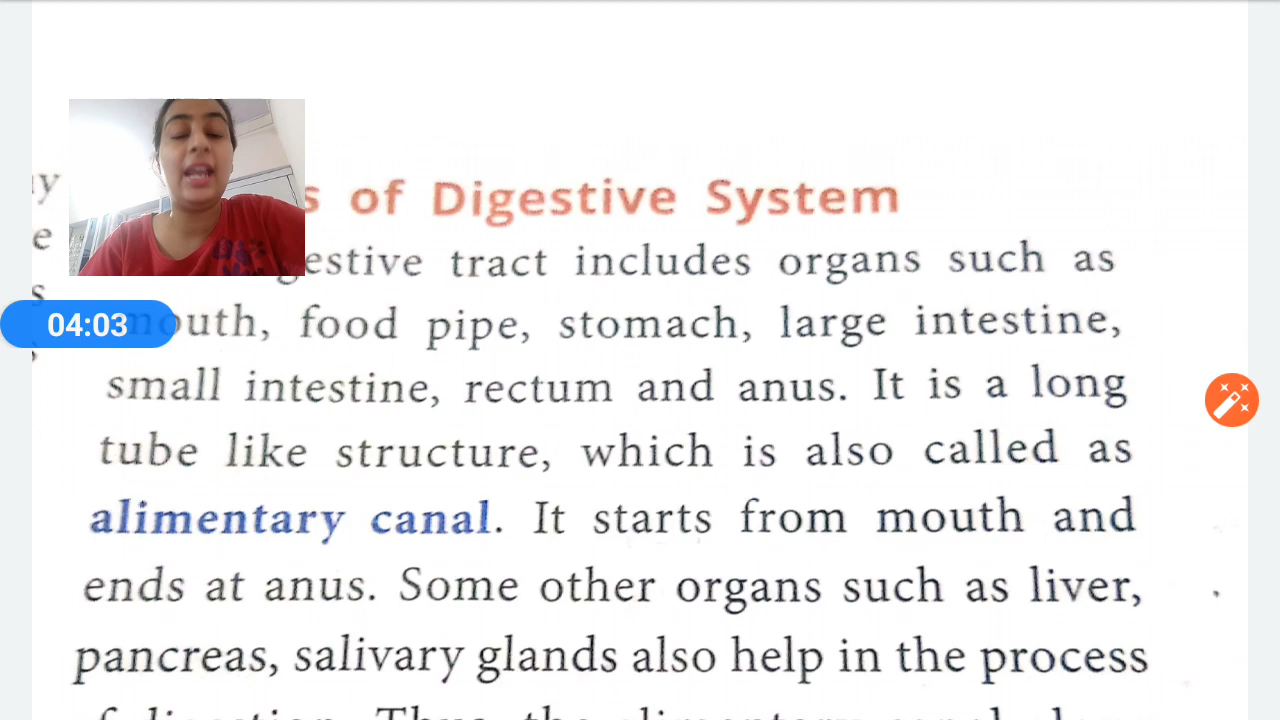 s of Digestive System
estive tract includes organs such as
04:03 outh, food pipe, stomach, large intestine,
small intestine, rectum and anus. It is a long
tube like structure, which is also called as
alimentary canal. It starts from mouth and
ends at anus. Some other organs such as liver,
pancreas, salivary glands also help in the process